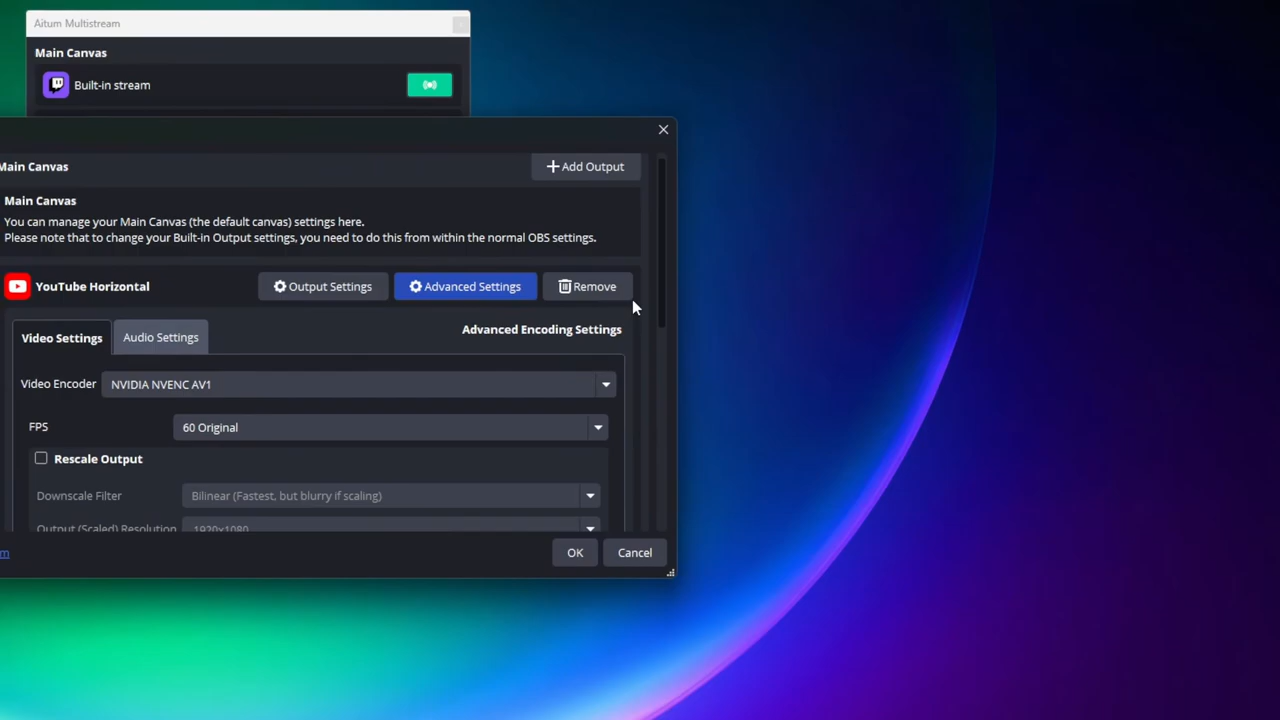 Aitum Multistream
Main Canvas
Built-in stream
Main Canvas
Add Output
Main Canvas
You can manage your Main Canvas (the default canvas) settings here.
Please note that to change your Built-in Output settings, you need to do this from within the normal OBS settings.
YouTube Horizontal
Output Settings
Advanced Settings
Remove
Video Settings
Audio Settings
Advanced Encoding Settings
Video Encoder
NVIDIA NVENC AV1
FPS
60 Original
Rescale Output
Downscale Filter
Bilinear (Fastest, but blurry if scaling)
Output (Scaled) Resolution
1920x1080
m
OK
Cancel